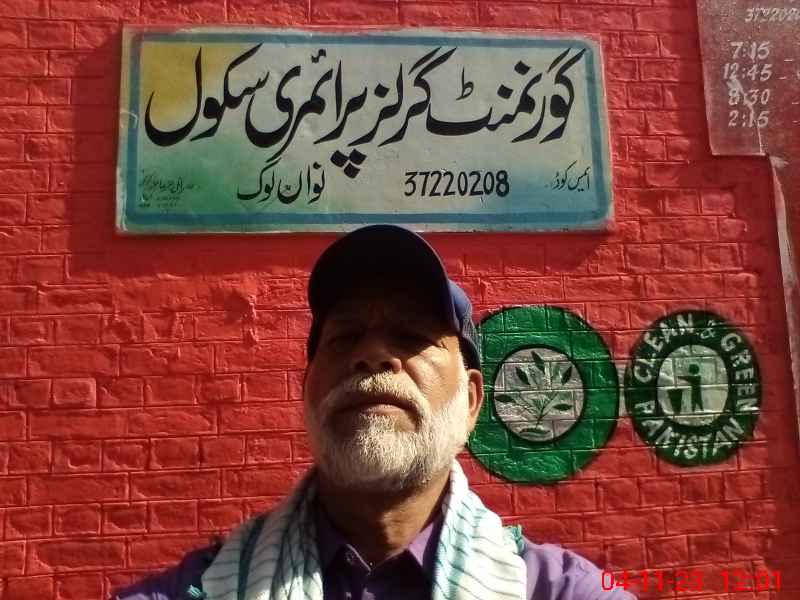 گورنمنٹ گرلز پرائمری سکول
ایمس کوڈ 37220208 نواں لوک
3722020
7:15
12:45
8:30
2:15
CLEAN & GREEN
PAKISTAN
04-11-23 12:01